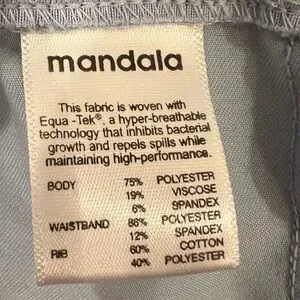 mandala
This fabric is woven with
Equa -Tek®, a hyper-breathable
technology that inhibits bacterial
growth and repels spills while
maintaining high-performance.
BODY 75% POLYESTER
19% VISCOSE
6% SPANDEX
WAISTBAND 86% POLYESTER
12% SPANDEX
RIB 60% COTTON
40% POLYESTER